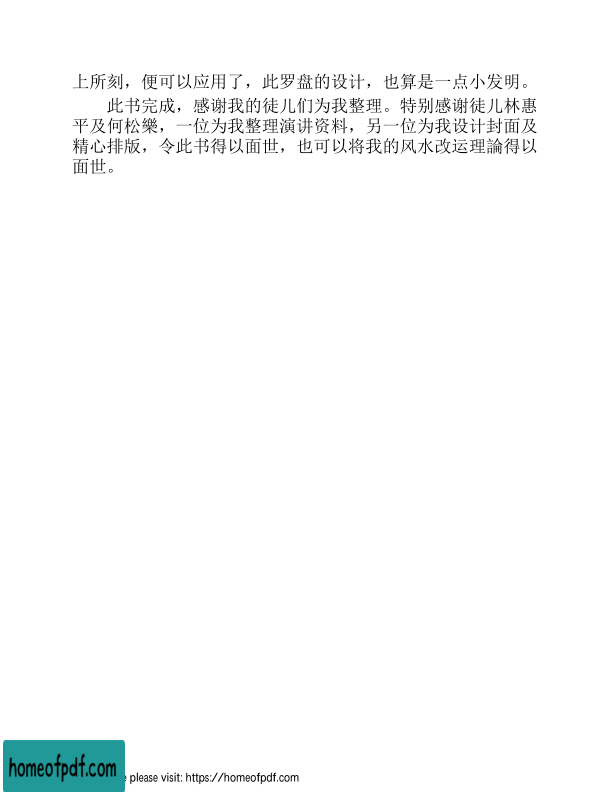 上所刻，便可以应用了，此罗盘的设计，也算是一点小发明。
此书完成，感谢我的徒儿们为我整理。特别感谢徒儿林惠
平及何松樂，一位为我整理演讲资料，另一位为我设计封面及
精心排版，令此书得以面世，也可以将我的风水改运理論得以
面世。
homeofpdf.com
e please visit: https://homeofpdf.com